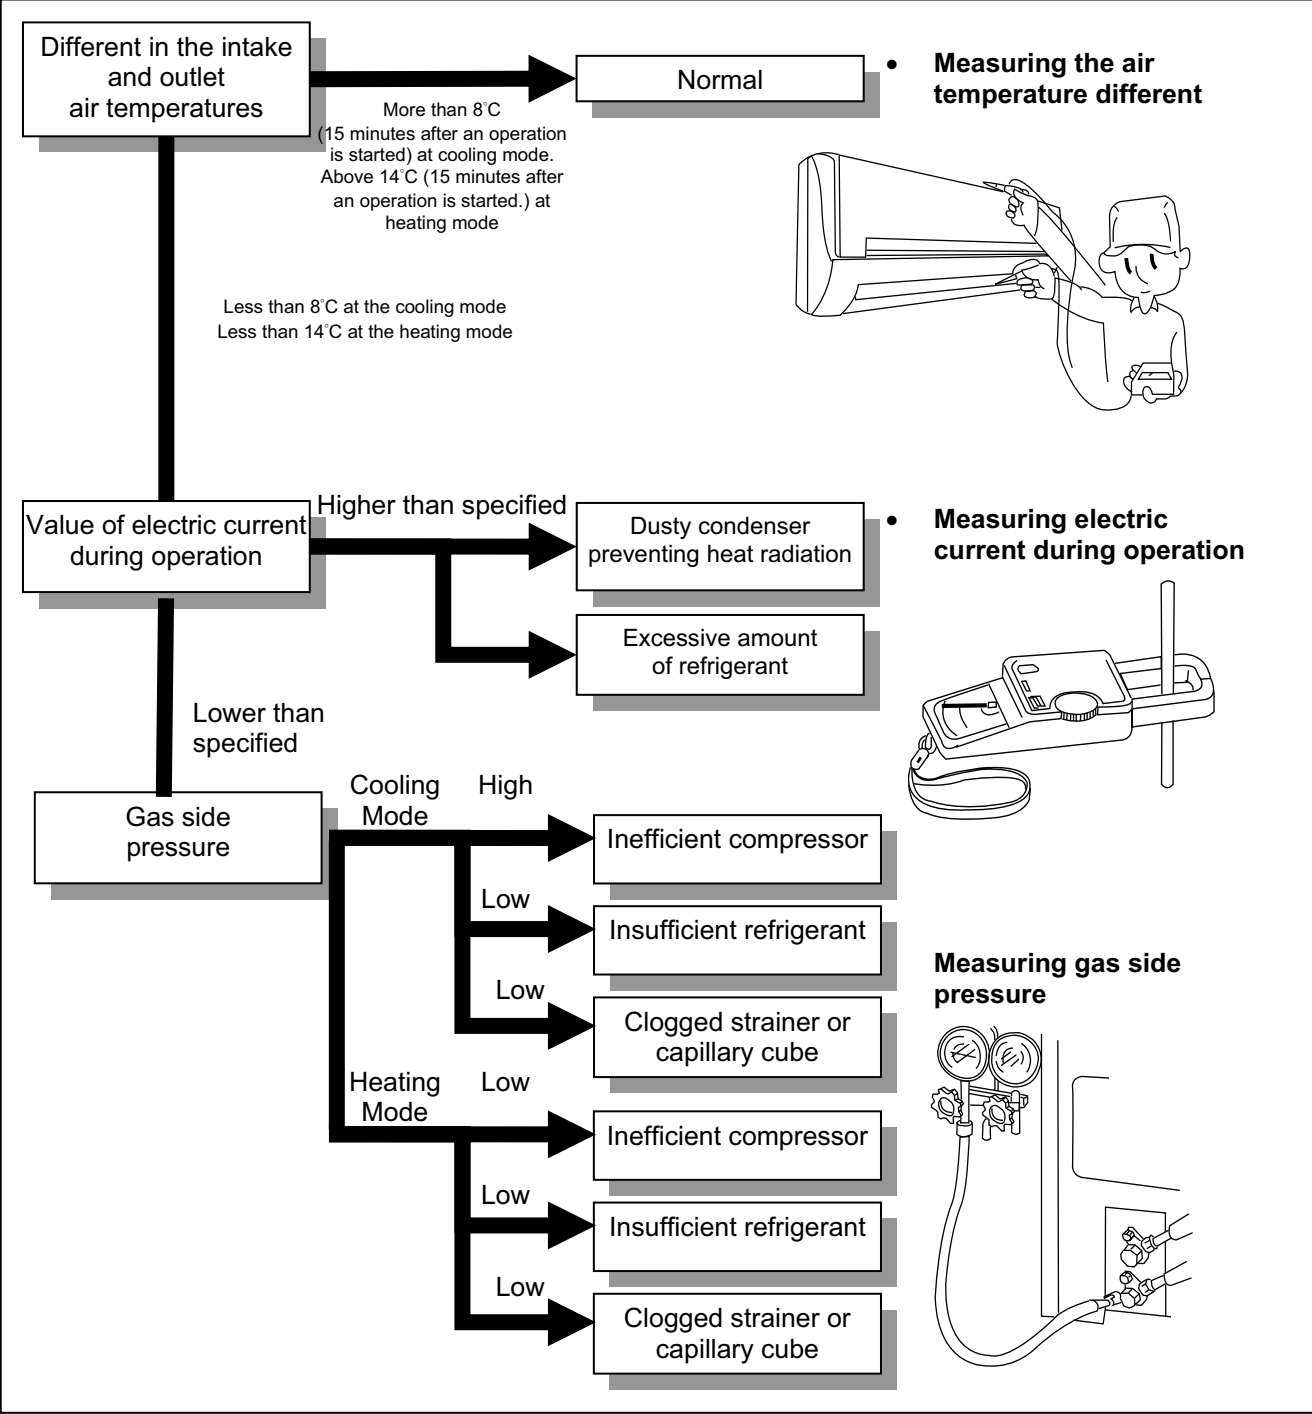 Different in the intake
and outlet
air temperatures
More than 8°C
(15 minutes after an operation
is started) at cooling mode.
Above 14°C (15 minutes after
an operation is started.) at
heating mode
Normal
• Measuring the air
temperature different
Less than 8°C at the cooling mode
Less than 14°C at the heating mode
Value of electric current
during operation
Higher than specified
Dusty condenser
preventing heat radiation
Excessive amount
of refrigerant
• Measuring electric
current during operation
Lower than
specified
Gas side
pressure
Cooling
Mode
High
Inefficient compressor
Low
Insufficient refrigerant
Low
Clogged strainer or
capillary cube
Heating
Mode
Low
Inefficient compressor
Low
Insufficient refrigerant
Low
Clogged strainer or
capillary cube
Measuring gas side
pressure